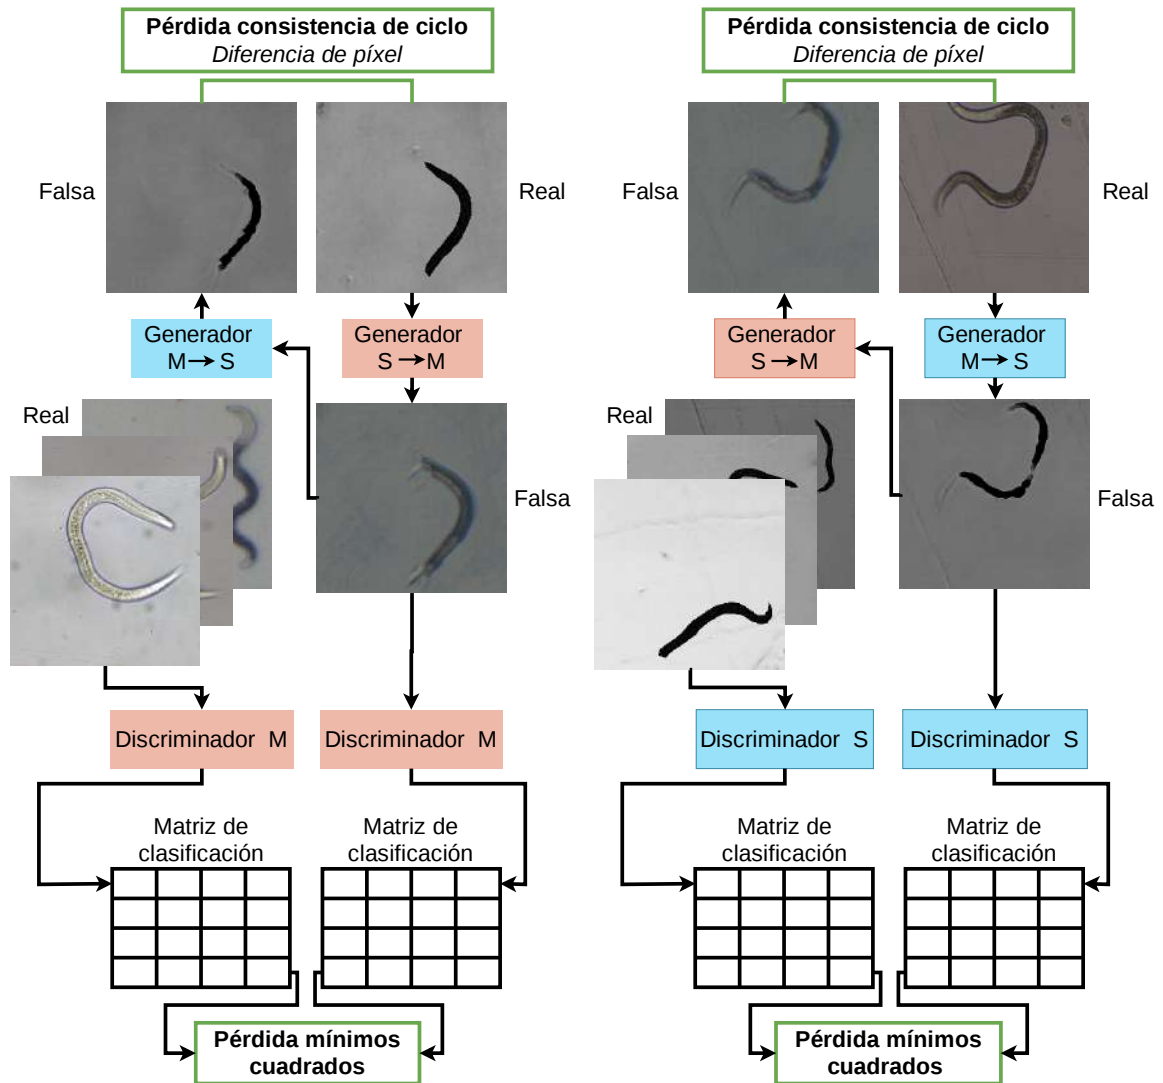 Pérdida consistencia de ciclo
Diferencia de píxel
Falsa
Real
Generador
M → S
Generador
S → M
Real
Falsa
Discriminador M
Discriminador M
Matriz de
clasificación
Matriz de
clasificación
Pérdida mínimos
cuadrados
Pérdida consistencia de ciclo
Diferencia de píxel
Falsa
Real
Generador
S → M
Generador
M → S
Real
Falsa
Discriminador S
Discriminador S
Matriz de
clasificación
Matriz de
clasificación
Pérdida mínimos
cuadrados